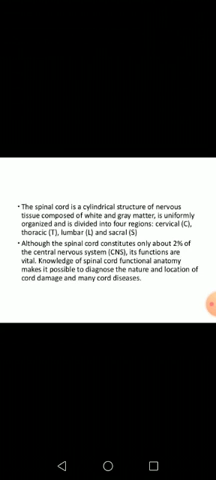 • The spinal cord is a cylindrical structure of nervous
tissue composed of white and gray matter, is uniformly
organized and is divided into four regions: cervical (C),
thoracic (T), lumbar (L) and sacral (S)
• Although the spinal cord constitutes only about 2% of
the central nervous system (CNS), its functions are
vital. Knowledge of spinal cord functional anatomy
makes it possible to diagnose the nature and location of
cord damage and many cord diseases.